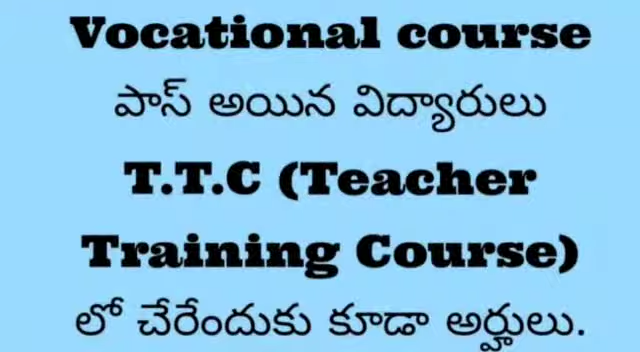 Vocational course
పాస్ అయిన విద్యారులు
T.T.C (Teacher
Training Course)
లో చేరేందుకు కూడా అర్హులు.